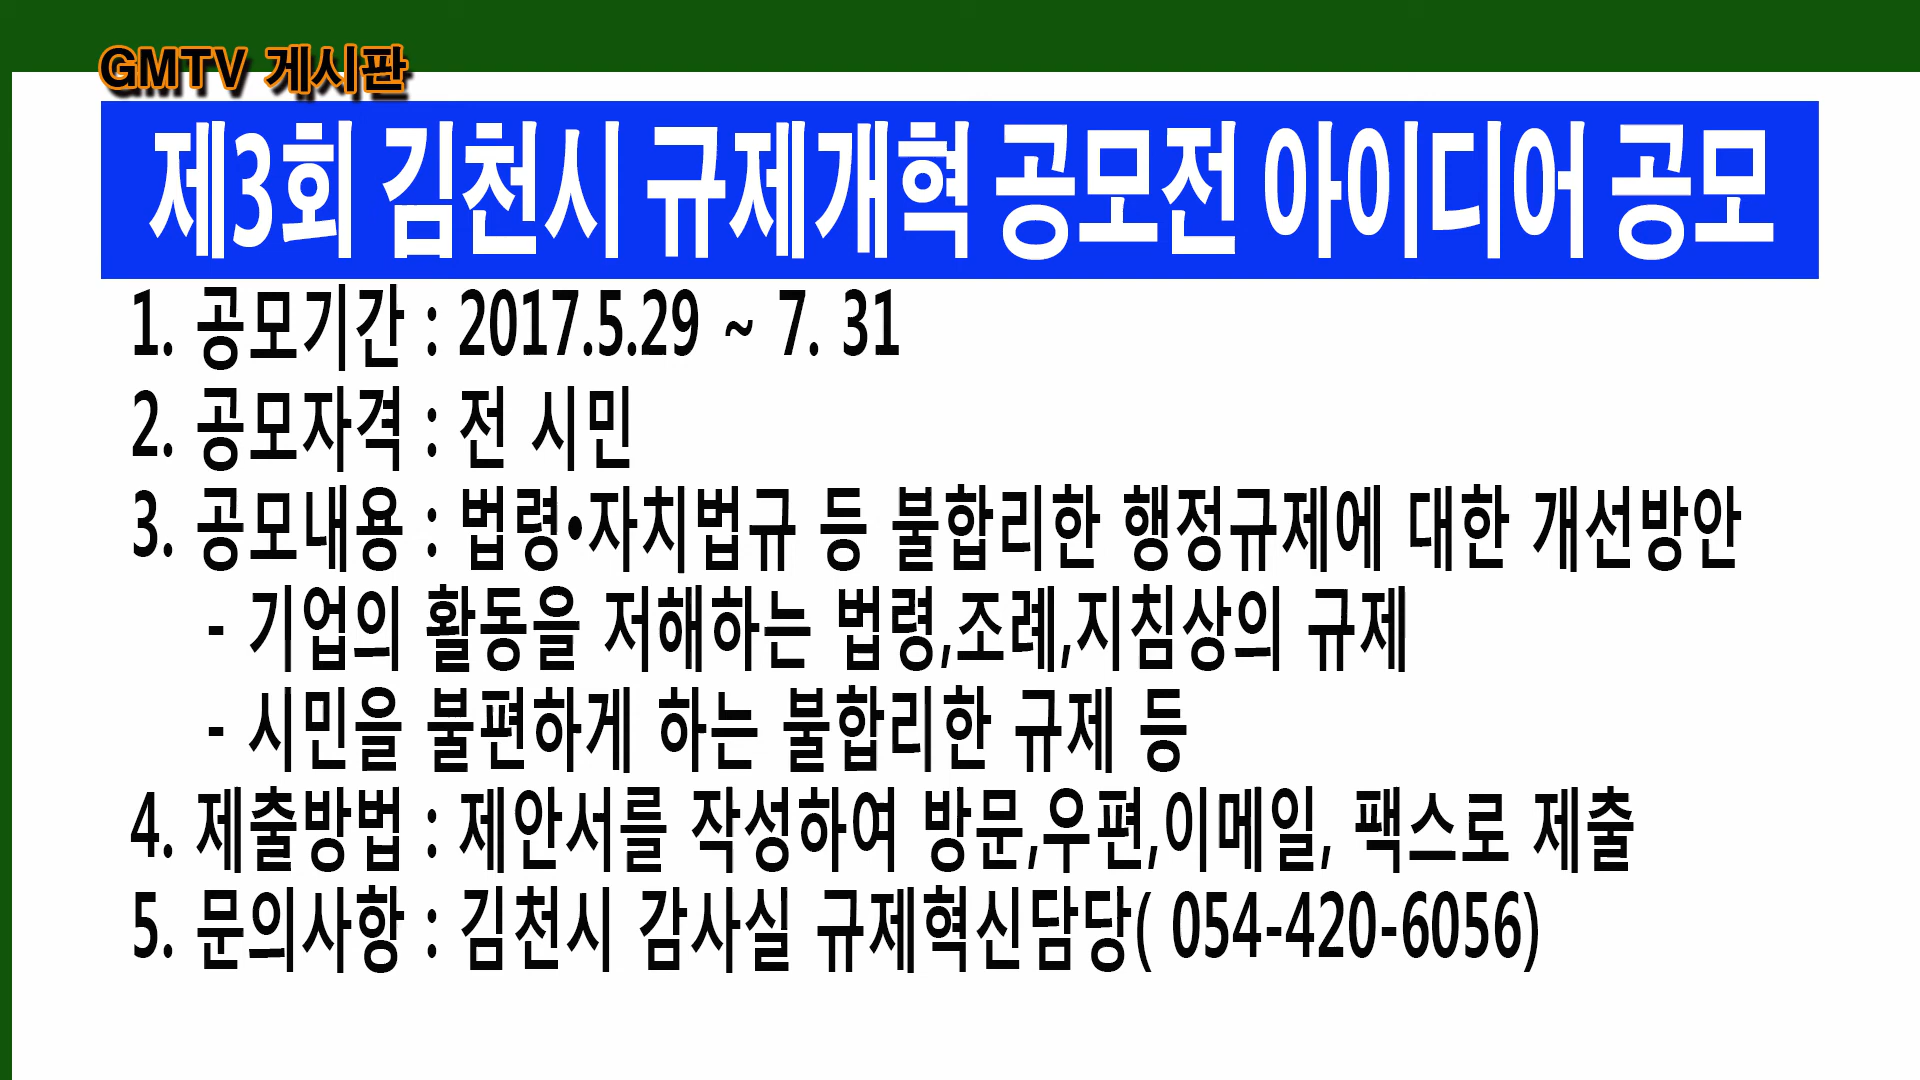 GMTV 게시판
제3회 김천시 규제개혁 공모전 아이디어 공모
1. 공모기간 : 2017.5.29 ~ 7. 31
2. 공모자격 : 전 시민
3. 공모내용 : 법령•자치법규 등 불합리한 행정규제에 대한 개선방안
- 기업의 활동을 저해하는 법령,조례,지침상의 규제
- 시민을 불편하게 하는 불합리한 규제 등
4. 제출방법 : 제안서를 작성하여 방문,우편,이메일, 팩스로 제출
5. 문의사항 : 김천시 감사실 규제혁신담당( 054-420-6056)